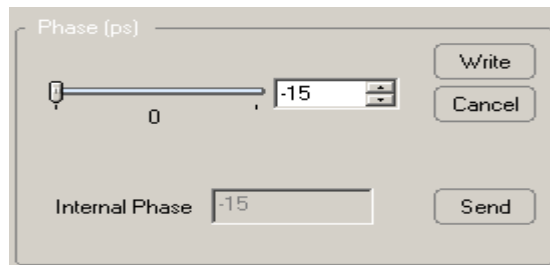 Phase (ps)
Write
-15
Cancel
0
Internal Phase -15 Send